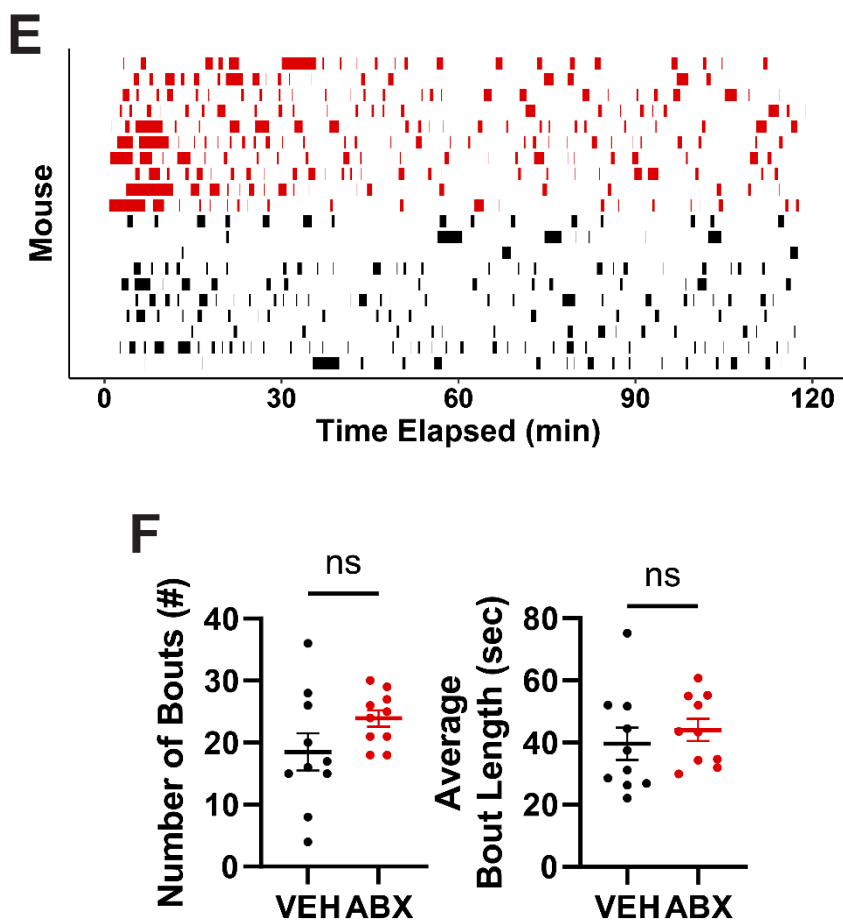 E
Mouse
0 30 60 90 120
Time Elapsed (min)
F
ns
Number of Bouts (#)
40
30
20
10
0
VEH ABX
ns
Average
Bout Length (sec)
80
60
40
20
0
VEH ABX